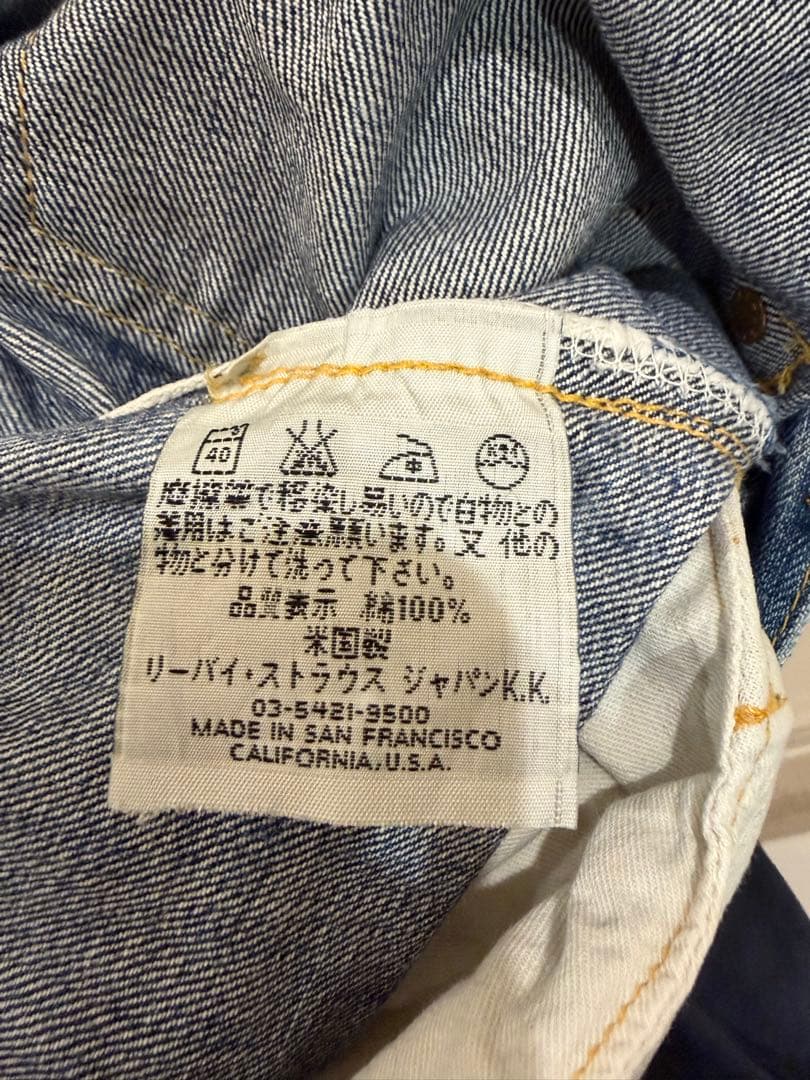 40
摩擦等で移染し易いので白物との
着用はご注意願います。又 他の
物と分けて洗って下さい。
品質表示 綿100%
米国製
リーバイ・ストラウス ジャパンK.K.
03-5421-9500
MADE IN SAN FRANCISCO
CALIFORNIA, U.S.A.